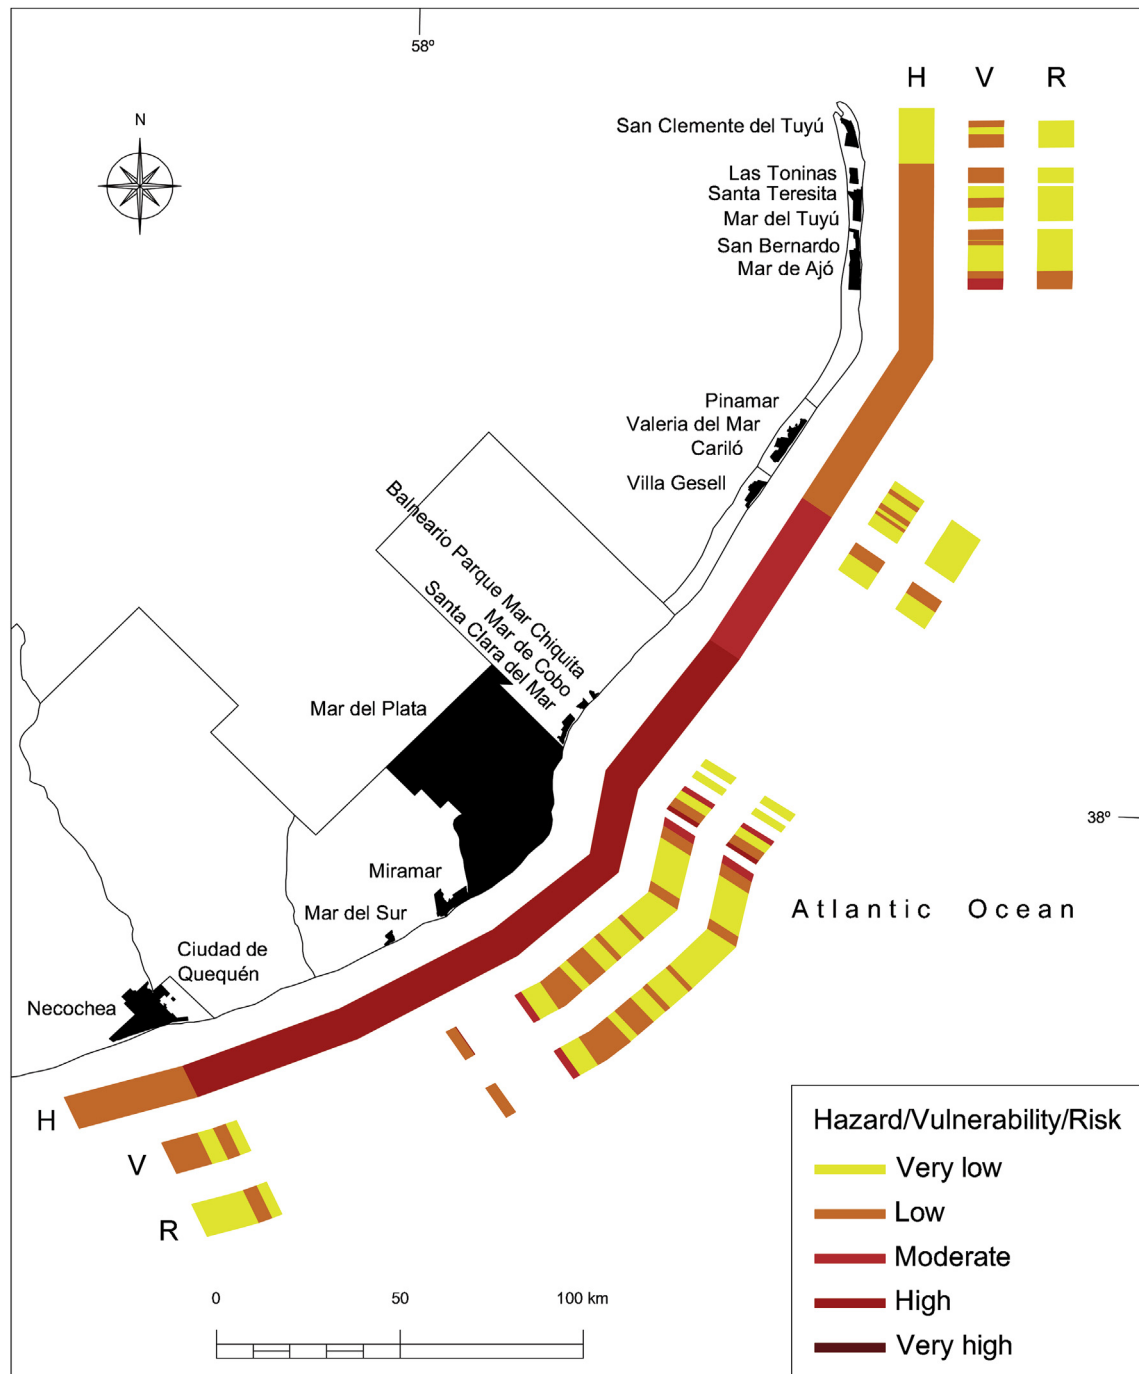 58º
H V R
N
San Clemente del Tuyú
Las Toninas
Santa Teresita
Mar del Tuyú
San Bernardo
Mar de Ajó
Pinamar
Valeria del Mar
Cariló
Villa Gesell
Balneario Parque Mar Chiquita
Mar de Cobo
Santa Clara del Mar
Mar del Plata
38º
Miramar
Atlantic Ocean
Mar del Sur
Ciudad de
Quequén
Necochea
H
V
R
Hazard/Vulnerability/Risk
Very low
Low
Moderate
High
Very high
0 50 100 km